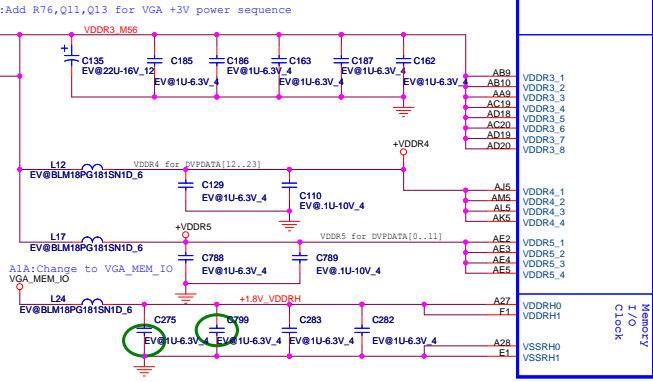 :Add R76,Q11,Q13 for VGA +3V power sequence
VDDR3_M56
C135
EV@22U-16V_12
C185
EV@1U-6.3V_4
C186
EV@1U-6.3V_4
C163
EV@1U-6.3V_4
C187
EV@1U-6.3V_4
C162
EV@1U-6.3V_4
AB9 VDDR3_1
AB10 VDDR3_2
AA9 VDDR3_3
AC19 VDDR3_4
AD18 VDDR3_5
AC20 VDDR3_6
AD19 VDDR3_7
AD20 VDDR3_8
+VDDR4
L12
EV@BLM18PG181SN1D_6
VDDR4 for DVPDATA[12..23]
C129
EV@1U-6.3V_4
C110
EV@.1U-10V_4
AJ5 VDDR4_1
AM5 VDDR4_2
AL5 VDDR4_3
AK5 VDDR4_4
+VDDR5
L17
EV@BLM18PG181SN1D_6
VDDR5 for DVPDATA[0..11]
C788
EV@1U-6.3V_4
C789
EV@.1U-10V_4
AE2 VDDR5_1
AE3 VDDR5_2
AE4 VDDR5_3
AE5 VDDR5_4
A1A:Change to VGA_MEM_IO
VGA_MEM_IO
L24
EV@BLM18PG181SN1D_6
+1.8V_VDDRH
C275
EV@1U-6.3V_4
C799
EV@1U-6.3V_4
C283
EV@1U-6.3V_4
C282
EV@1U-6.3V_4
A27 VDDRH0
F1 VDDRH1
A28 VSSRH0
E1 VSSRH1
Memory
I/O
Clock